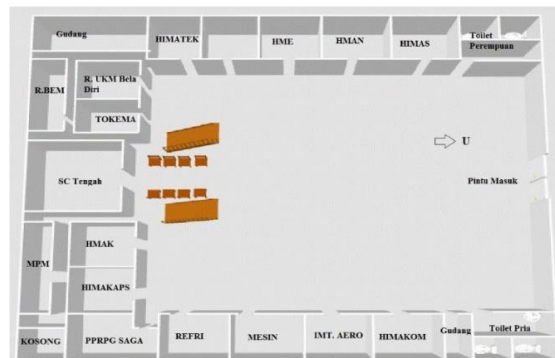 Gudang
HIMATEK
HME
HMAN
HIMAS
Toilet
Perempuan
R.BEM
R. UKM Bela
Diri
TOKEMA
U
SC Tengah
Pintu Masuk
HMAK
MPM
HIMAKAPS
KOSONG
PPRPG SAGA
REFRI
MESIN
IMT. AERO
HIMAKOM
Gudang
Toilet Pria